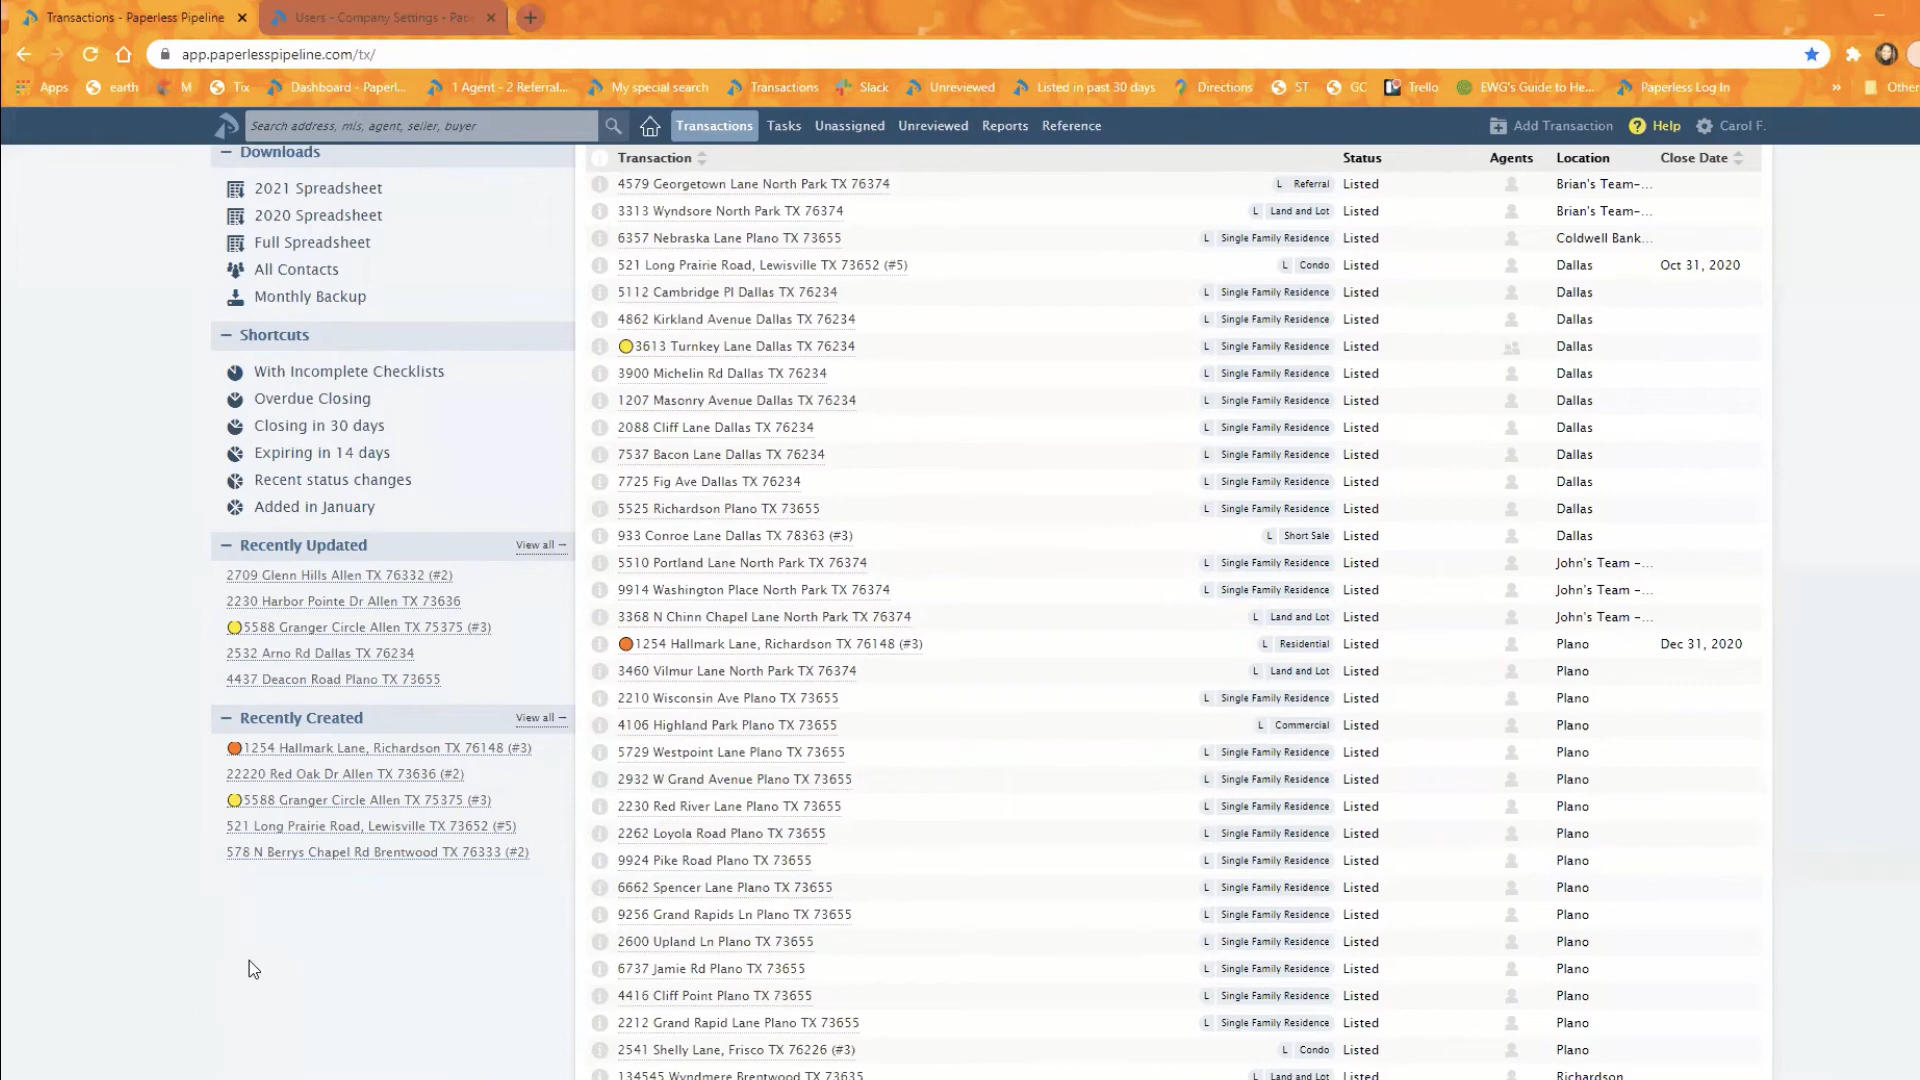 Transactions - Paperless Pipeline
Users - Company Settings - Pap
app.paperlesspipeline.com/tx/
Apps earth M Tix Dashboard - Paperl... 1 Agent - 2 Referral... My special search Transactions Slack Unreviewed Listed in past 30 days Directions ST GC Trello EWG's Guide to He... Paperless Log In » Other
Search address, mls, agent, seller, buyer
Transactions Tasks Unassigned Unreviewed Reports Reference Add Transaction Help Carol F.
Downloads
2021 Spreadsheet
2020 Spreadsheet
Full Spreadsheet
All Contacts
Monthly Backup
Shortcuts
With Incomplete Checklists
Overdue Closing
Closing in 30 days
Expiring in 14 days
Recent status changes
Added in January
Recently Updated View all
2709 Glenn Hills Allen TX 76332 (#2)
2230 Harbor Pointe Dr Allen TX 73636
5588 Granger Circle Allen TX 75375 (#3)
2532 Arno Rd Dallas TX 76234
4437 Deacon Road Plano TX 73655
Recently Created View all
1254 Hallmark Lane, Richardson TX 76148 (#3)
22220 Red Oak Dr Allen TX 73636 (#2)
5588 Granger Circle Allen TX 75375 (#3)
521 Long Prairie Road, Lewisville TX 73652 (#5)
578 N Berrys Chapel Rd Brentwood TX 76333 (#2)
Transaction Status Agents Location Close Date
4579 Georgetown Lane North Park TX 76374 L Referral Listed Brian's Team-...
3313 Wyndsore North Park TX 76374 L Land and Lot Listed Brian's Team-...
6357 Nebraska Lane Plano TX 73655 L Single Family Residence Listed Coldwell Bank...
521 Long Prairie Road, Lewisville TX 73652 (#5) L Condo Listed Dallas Oct 31, 2020
5112 Cambridge Pl Dallas TX 76234 L Single Family Residence Listed Dallas
4862 Kirkland Avenue Dallas TX 76234 L Single Family Residence Listed Dallas
3613 Turnkey Lane Dallas TX 76234 L Single Family Residence Listed Dallas
3900 Michelin Rd Dallas TX 76234 L Single Family Residence Listed Dallas
1207 Masonry Avenue Dallas TX 76234 L Single Family Residence Listed Dallas
2088 Cliff Lane Dallas TX 76234 L Single Family Residence Listed Dallas
7537 Bacon Lane Dallas TX 76234 L Single Family Residence Listed Dallas
7725 Fig Ave Dallas TX 76234 L Single Family Residence Listed Dallas
5525 Richardson Plano TX 73655 L Single Family Residence Listed Dallas
933 Conroe Lane Dallas TX 78363 (#3) L Short Sale Listed Dallas
5510 Portland Lane North Park TX 76374 L Single Family Residence Listed John's Team -...
9914 Washington Place North Park TX 76374 L Single Family Residence Listed John's Team -...
3368 N Chinn Chapel Lane North Park TX 76374 L Land and Lot Listed John's Team -...
1254 Hallmark Lane, Richardson TX 76148 (#3) L Residential Listed Plano Dec 31, 2020
3460 Vilmur Lane North Park TX 76374 L Land and Lot Listed Plano
2210 Wisconsin Ave Plano TX 73655 L Single Family Residence Listed Plano
4106 Highland Park Plano TX 73655 L Commercial Listed Plano
5729 Westpoint Lane Plano TX 73655 L Single Family Residence Listed Plano
2932 W Grand Avenue Plano TX 73655 L Single Family Residence Listed Plano
2230 Red River Lane Plano TX 73655 L Single Family Residence Listed Plano
2262 Loyola Road Plano TX 73655 L Single Family Residence Listed Plano
9924 Pike Road Plano TX 73655 L Single Family Residence Listed Plano
6662 Spencer Lane Plano TX 73655 L Single Family Residence Listed Plano
9256 Grand Rapids Ln Plano TX 73655 L Single Family Residence Listed Plano
2600 Upland Ln Plano TX 73655 L Single Family Residence Listed Plano
6737 Jamie Rd Plano TX 73655 L Single Family Residence Listed Plano
4416 Cliff Point Plano TX 73655 L Single Family Residence Listed Plano
2212 Grand Rapid Lane Plano TX 73655 L Single Family Residence Listed Plano
2541 Shelly Lane, Frisco TX 76226 (#3) L Condo Listed Plano
134545 Wyndmere Brentwood TX 73635 L Land and Lot Listed Richardson